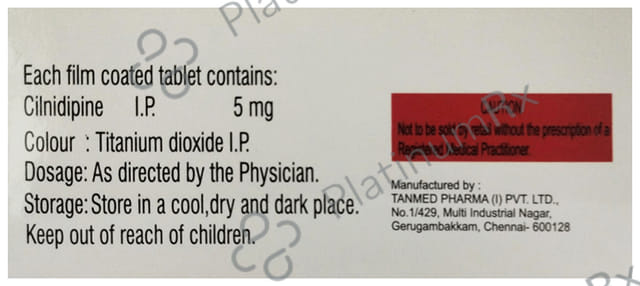 Each film coated tablet contains:
Cilnidipine I.P. 5 mg
Colour : Titanium dioxide I.P.
Dosage: As directed by the Physician.
Storage: Store in a cool,dry and dark place.
Keep out of reach of children.
CAUTION
Not to be sold by retail without the prescription of a
Registered Medical Practitioner.
Manufactured by :
TANMED PHARMA (I) PVT. LTD.,
No.1/429, Multi Industrial Nagar,
Gerugambakkam, Chennai- 600128
PlatinumRx